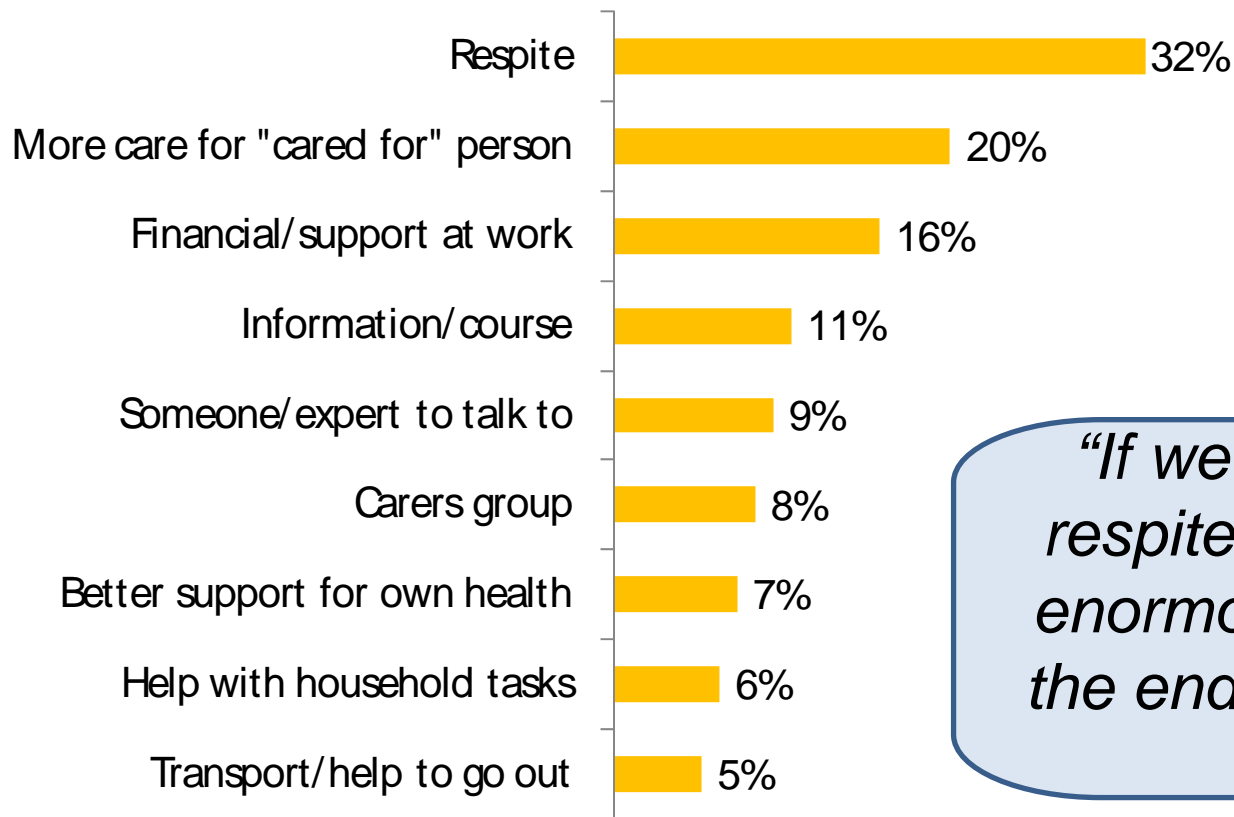 Respite 32%
More care for "cared for" person 20%
Financial/support at work 16%
Information/course 11%
Someone/expert to talk to 9%
Carers group 8%
Better support for own health 7%
Help with household tasks 6%
Transport/help to go out 5%
“If we
respite
enormo
the end